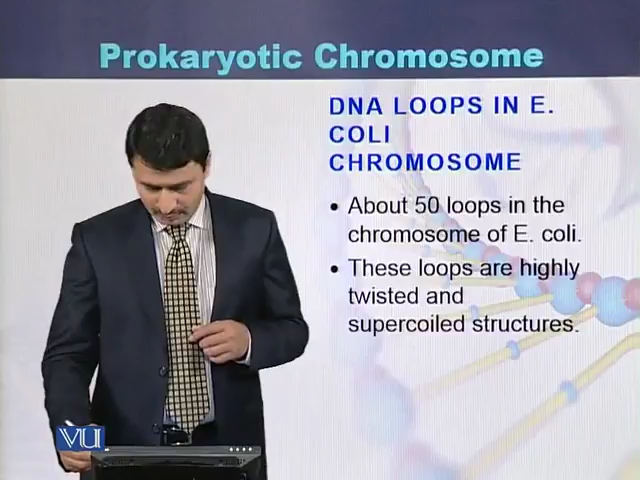 Prokaryotic Chromosome
DNA LOOPS IN E.
COLI
CHROMOSOME
• About 50 loops in the
chromosome of E. coli.
• These loops are highly
twisted and
supercoiled structures.
VU